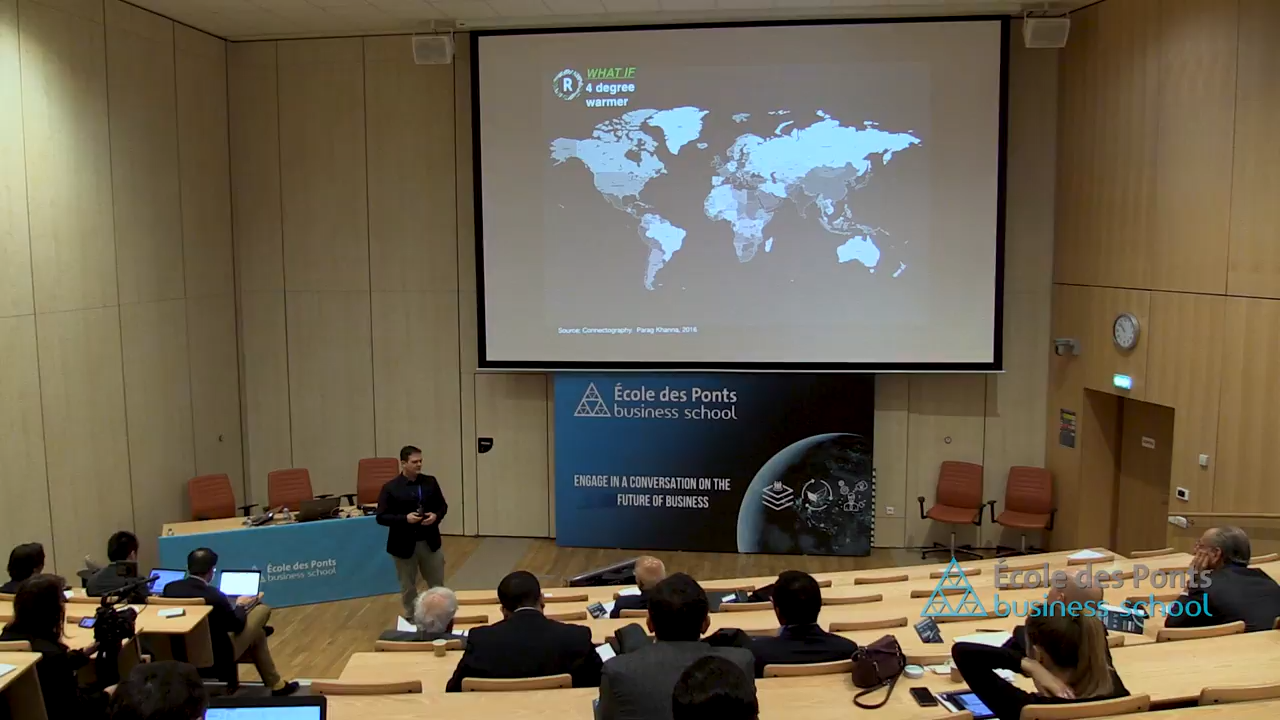 R
WHAT IF
4 degree
warmer
Source: Connectography. Parag Khanna, 2016
École des Ponts
business school
ENGAGE IN A CONVERSATION ON THE
FUTURE OF BUSINESS
École des Ponts
business school
École des Ponts
business school